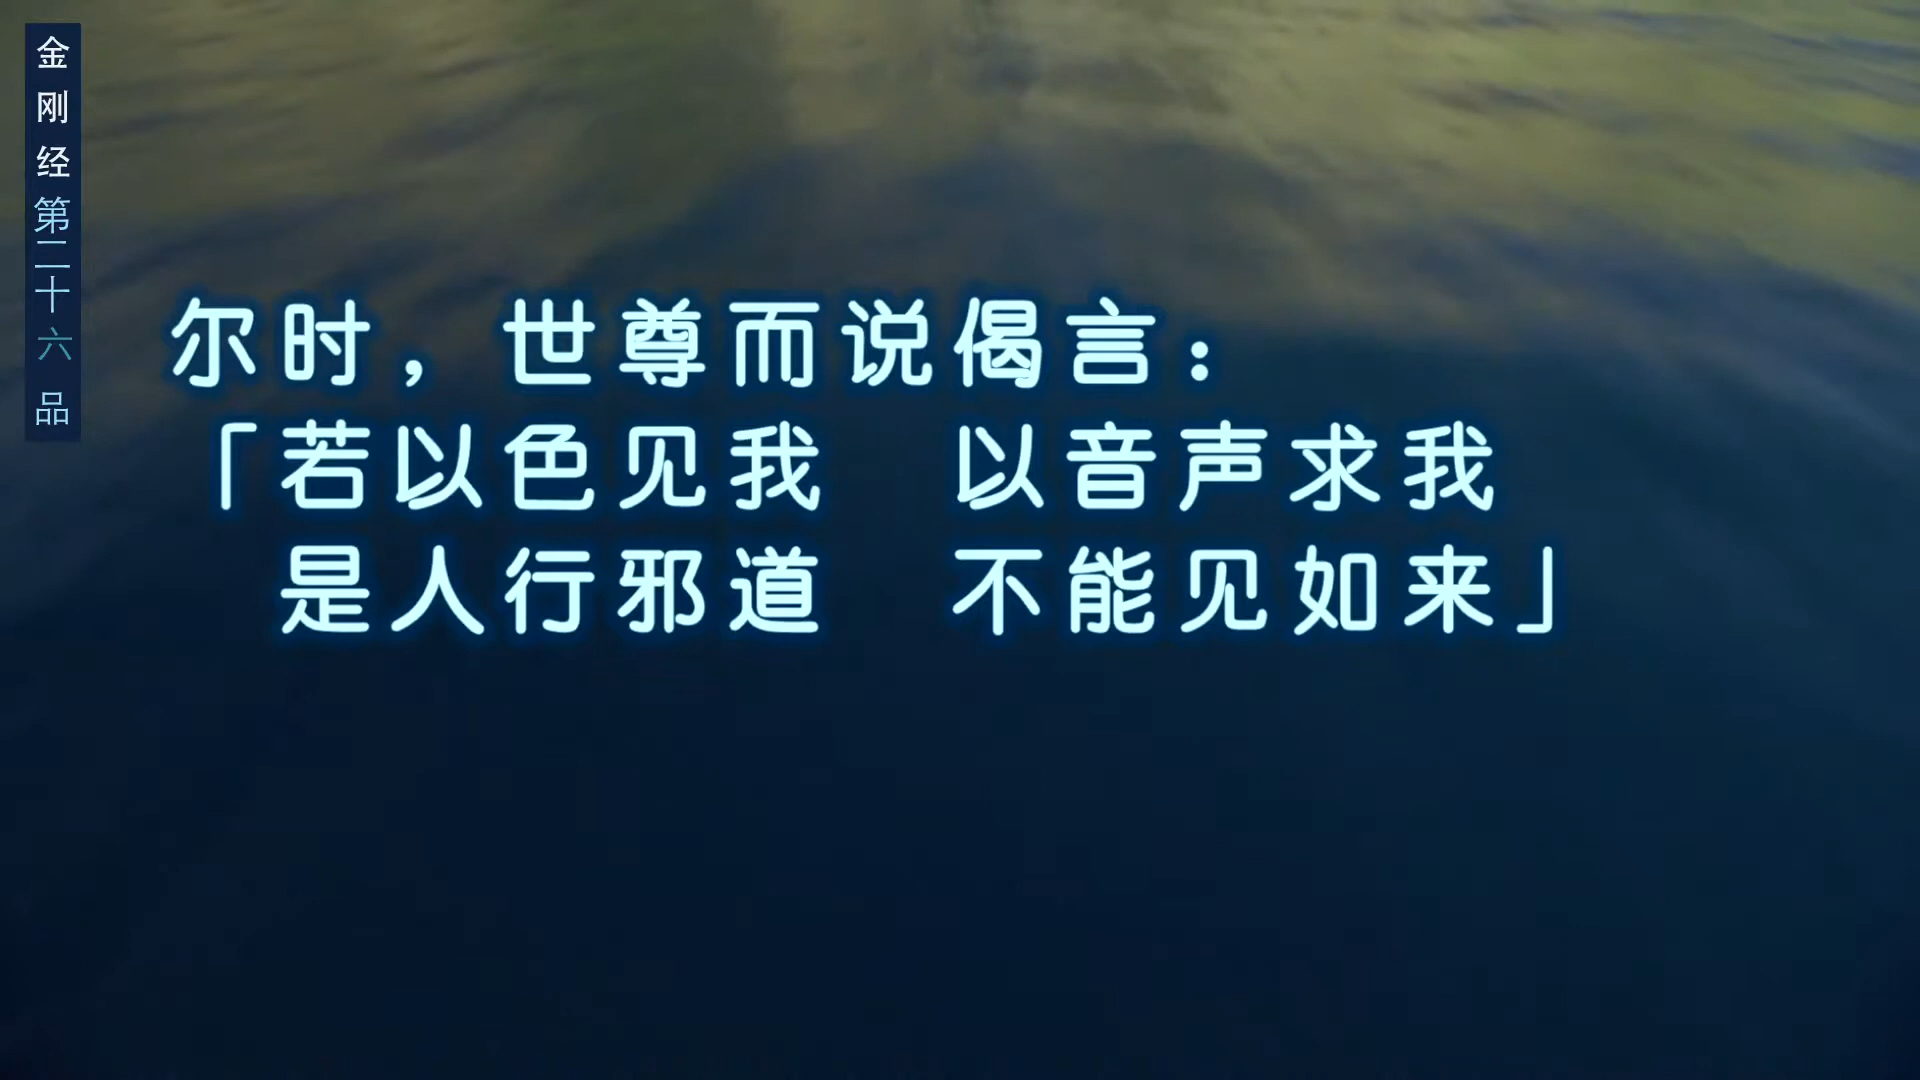 金刚经第二十六品
尔时，世尊而说偈言：
「若以色见我　以音声求我
是人行邪道　不能见如来」